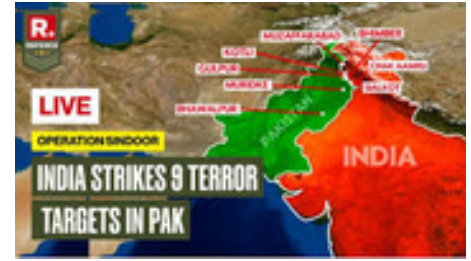 R.
MUZAFFARABAD
BHIMBER
KOTLI
GULPUR
CHAK AAMRU
MURIDKE
SIALKOT
BHAWALPUR
LIVE
PAKISTAN
OPERATION SINDOOR
INDIA
INDIA STRIKES 9 TERROR
TARGETS IN PAK